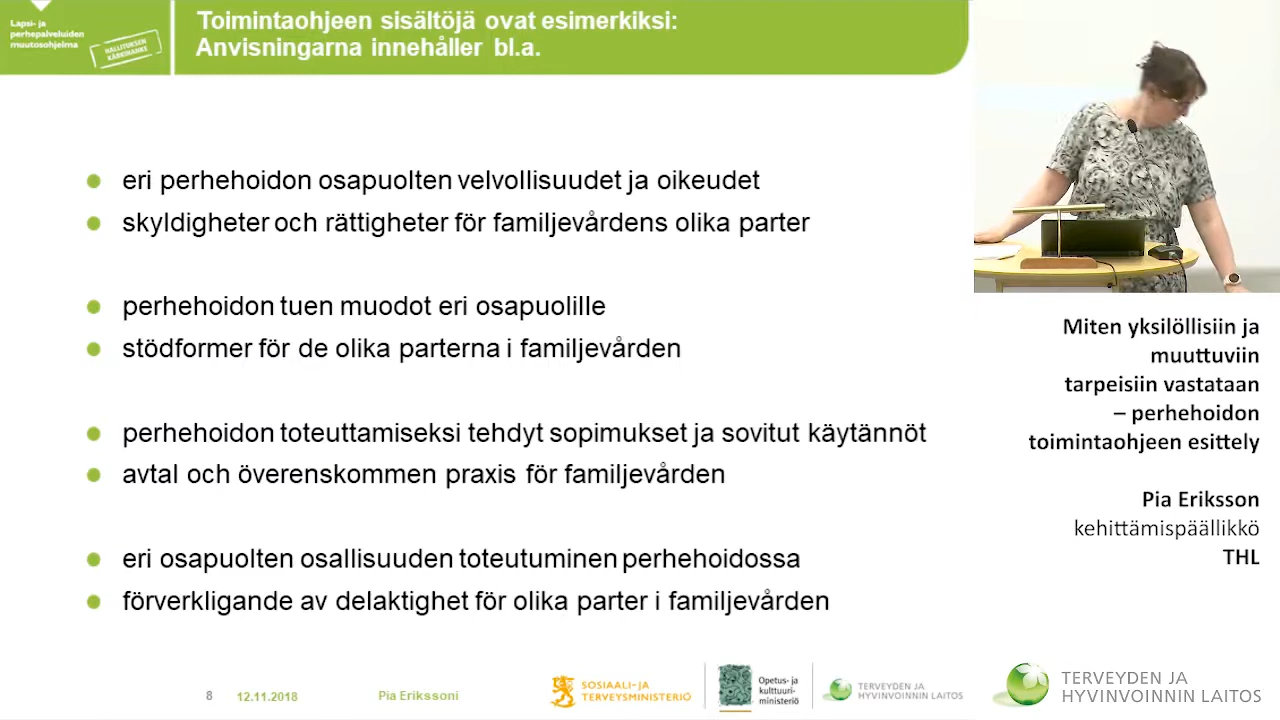 Lapsi- ja
perhepalveluiden
muutosohjelma
HALLITUKSEN
KÄRKIHANKE
Toimintaohjeen sisältöjä ovat esimerkiksi:
Anvisningarna innehåller bl.a.
eri perhehoidon osapuolten velvollisuudet ja oikeudet
skyldigheter och rättigheter för familjevårdens olika parter
perhehoidon tuen muodot eri osapuolille
stödformer för de olika parterna i familjevården
perhehoidon toteuttamiseksi tehdyt sopimukset ja sovitut käytännöt
avtal och överenskommen praxis för familjevården
eri osapuolten osallisuuden toteutuminen perhehoidossa
förverkligande av delaktighet för olika parter i familjevården
8 12.11.2018 Pia Erikssoni
SOSIAALI- JA
TERVEYSMINISTERIÖ
Opetus- ja
kulttuuri-
ministeriö
TERVEYDEN JA
HYVINVOINNIN LAITOS
Miten yksilöllisiin ja
muuttuviin
tarpeisiin vastataan
– perhehoidon
toimintaohjeen esittely
Pia Eriksson
kehittämispäällikkö
THL
TERVEYDEN JA
HYVINVOINNIN LAITOS